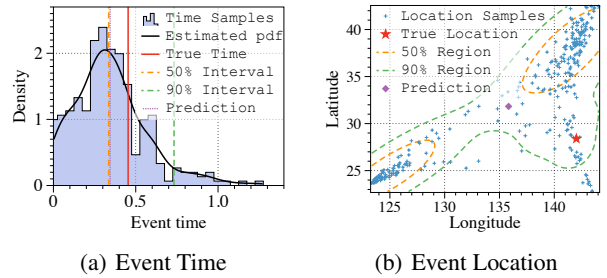 Time Samples
Estimated pdf
True Time
50% Interval
90% Interval
Prediction
Density
2
1
0
0
0.5
1.0
Event time
(a) Event Time
Location Samples
True Location
50% Region
90% Region
Prediction
Latitude
40
35
30
25
125
130
135
140
Longitude
(b) Event Location